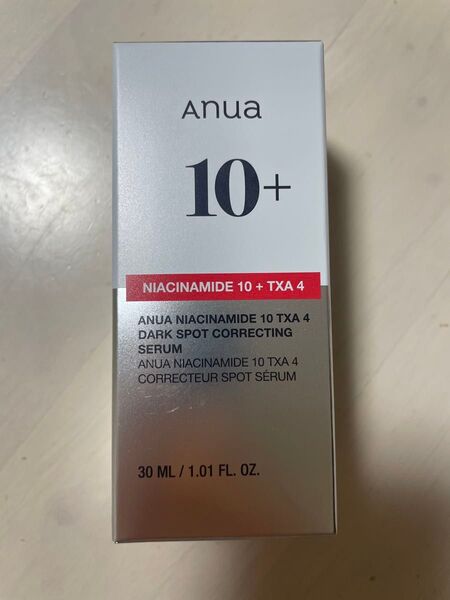 Anua
10+
NIACINAMIDE 10 + TXA 4
ANUA NIACINAMIDE 10 TXA 4
DARK SPOT CORRECTING
SERUM
ANUA NIACINAMIDE 10 TXA 4
CORRECTEUR SPOT SÉRUM
30 ML / 1.01 FL. OZ.